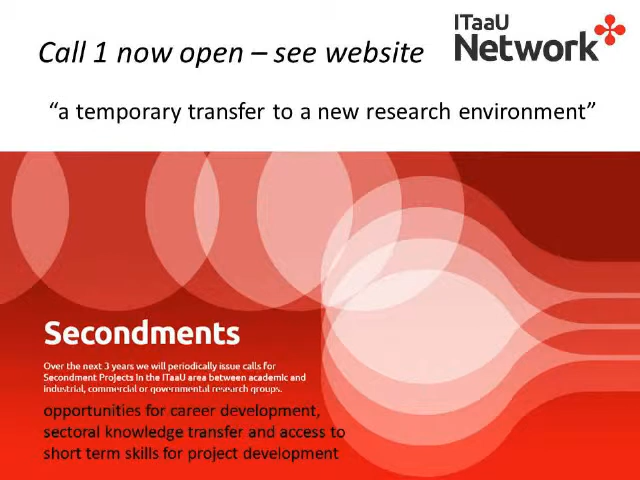 Call 1 now open – see website
ITaaU
Network
“a temporary transfer to a new research environment”
Secondments
Over the next 3 years we will periodically issue calls for
Secondment Projects in the ITaaU area between academic and
industrial, commercial or governmental research groups.
opportunities for career development,
sectoral knowledge transfer and access to
short term skills for project development